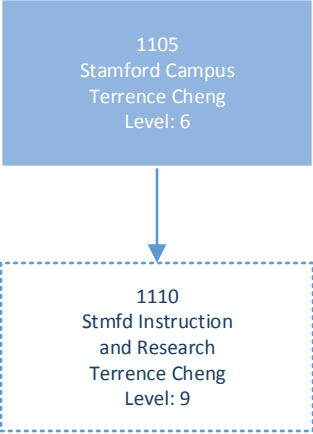 1105
Stamford Campus
Terrence Cheng
Level: 6
1110
Stmfd Instruction
and Research
Terrence Cheng
Level: 9